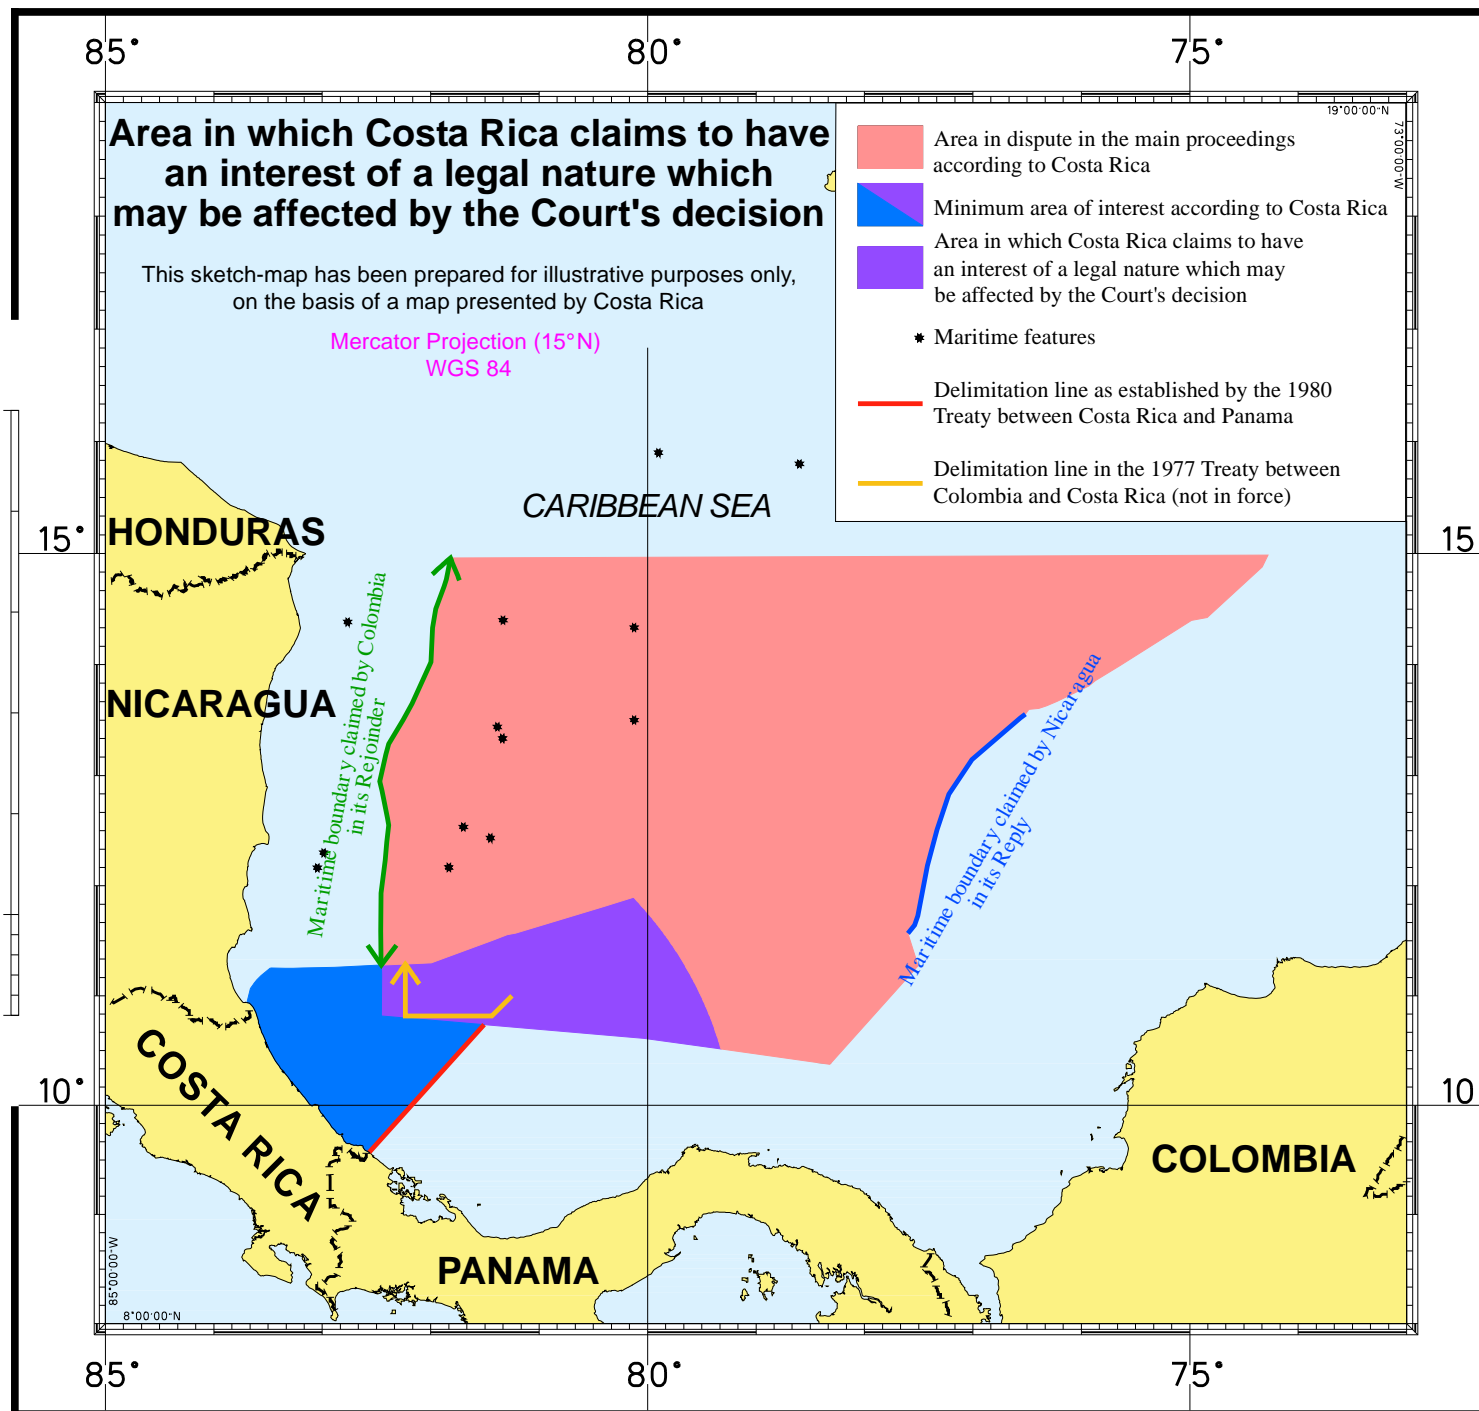 85°
80°
75°
19°00'00"N
73°00'00"W
Area in which Costa Rica claims to have
an interest of a legal nature which
may be affected by the Court's decision
This sketch-map has been prepared for illustrative purposes only,
on the basis of a map presented by Costa Rica
Mercator Projection (15°N)
WGS 84
Area in dispute in the main proceedings
according to Costa Rica
Minimum area of interest according to Costa Rica
Area in which Costa Rica claims to have
an interest of a legal nature which may
be affected by the Court's decision
Maritime features
Delimitation line as established by the 1980
Treaty between Costa Rica and Panama
Delimitation line in the 1977 Treaty between
Colombia and Costa Rica (not in force)
CARIBBEAN SEA
HONDURAS
15°
15
Maritime boundary claimed by Colombia
in its Rejoinder
NICARAGUA
Maritime boundary claimed by Nicaragua
in its Reply
COSTA RICA
10°
10
COLOMBIA
PANAMA
85°00'00"W
8°00'00"N
85°
80°
75°